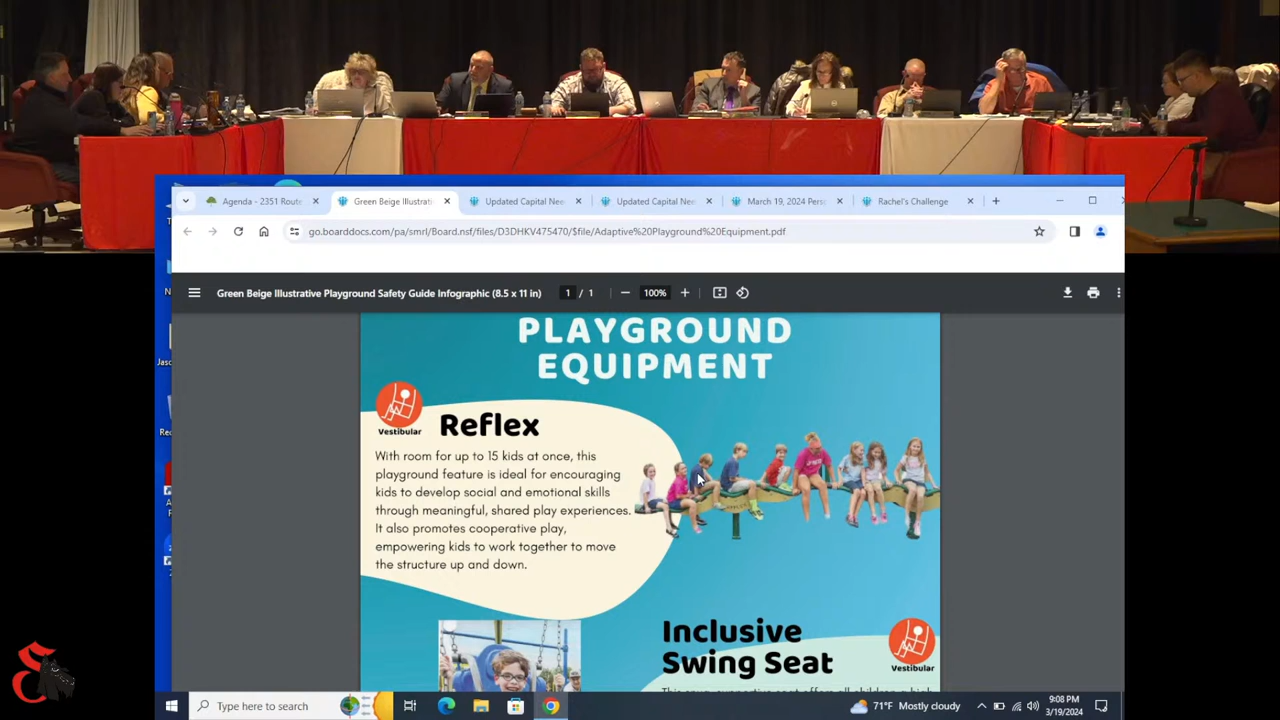 Agenda - 2351 Route
Green Beige Illustrati
Updated Capital Nee
Updated Capital Nee
March 19, 2024 Pers
Rachel's Challenge
go.boarddocs.com/pa/smrl/Board.nsf/files/D3DHKV475470/$file/Adaptive%20Playground%20Equipment.pdf
Green Beige Illustrative Playground Safety Guide Infographic (8.5 x 11 in)
1 / 1
100%
PLAYGROUND
EQUIPMENT
Vestibular
Reflex
With room for up to 15 kids at once, this
playground feature is ideal for encouraging
kids to develop social and emotional skills
through meaningful, shared play experiences.
It also promotes cooperative play,
empowering kids to work together to move
the structure up and down.
Inclusive
Swing Seat
Vestibular
Jasc
Rec
Type here to search
71°F Mostly cloudy
9:08 PM
3/19/2024